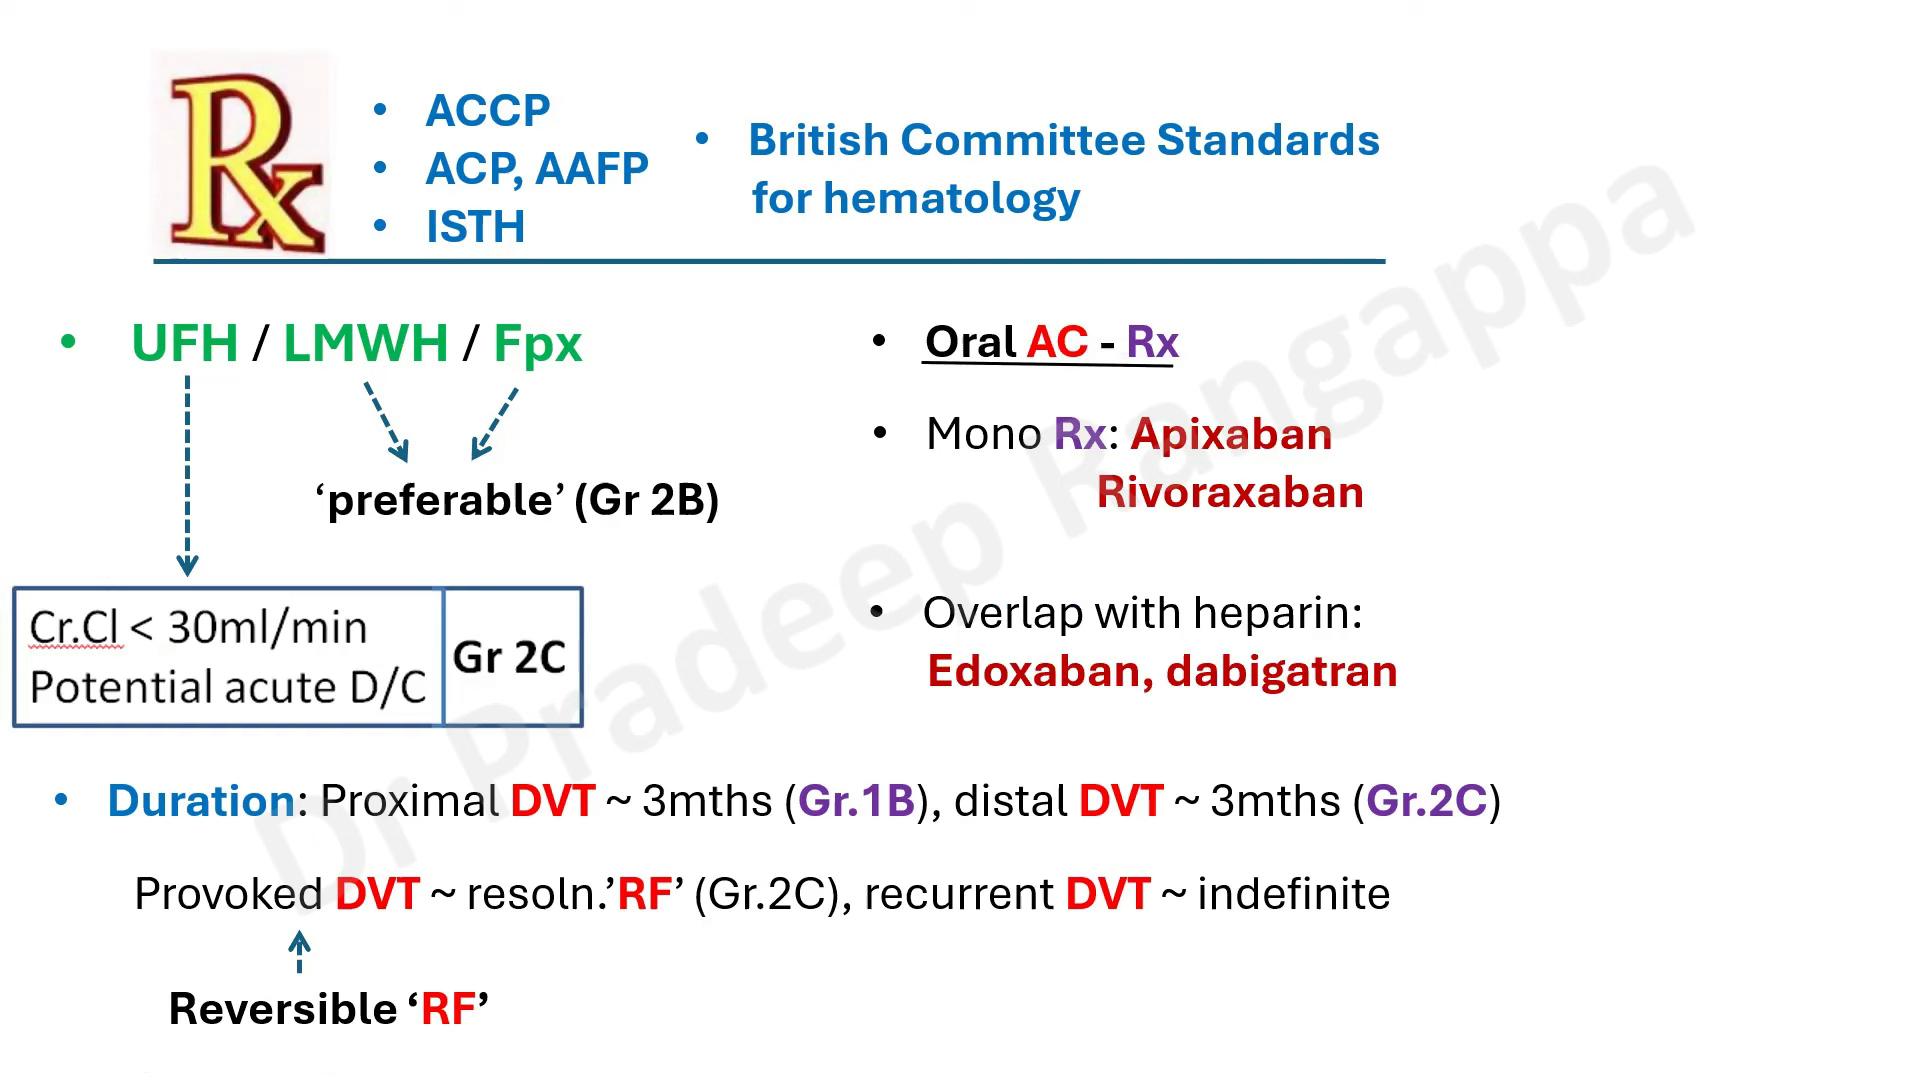 Rx
• ACCP
• ACP, AAFP
• ISTH
• British Committee Standards
for hematology
• UFH / LMWH / Fpx
‘preferable’ (Gr 2B)
Cr.Cl < 30ml/min
Potential acute D/C
Gr 2C
• Oral AC - Rx
• Mono Rx: Apixaban
Rivoraxaban
• Overlap with heparin:
Edoxaban, dabigatran
• Duration: Proximal DVT ~ 3mths (Gr.1B), distal DVT ~ 3mths (Gr.2C)
Provoked DVT ~ resoln.’RF’ (Gr.2C), recurrent DVT ~ indefinite
Reversible ‘RF’
Dr Pradeep Rangappa